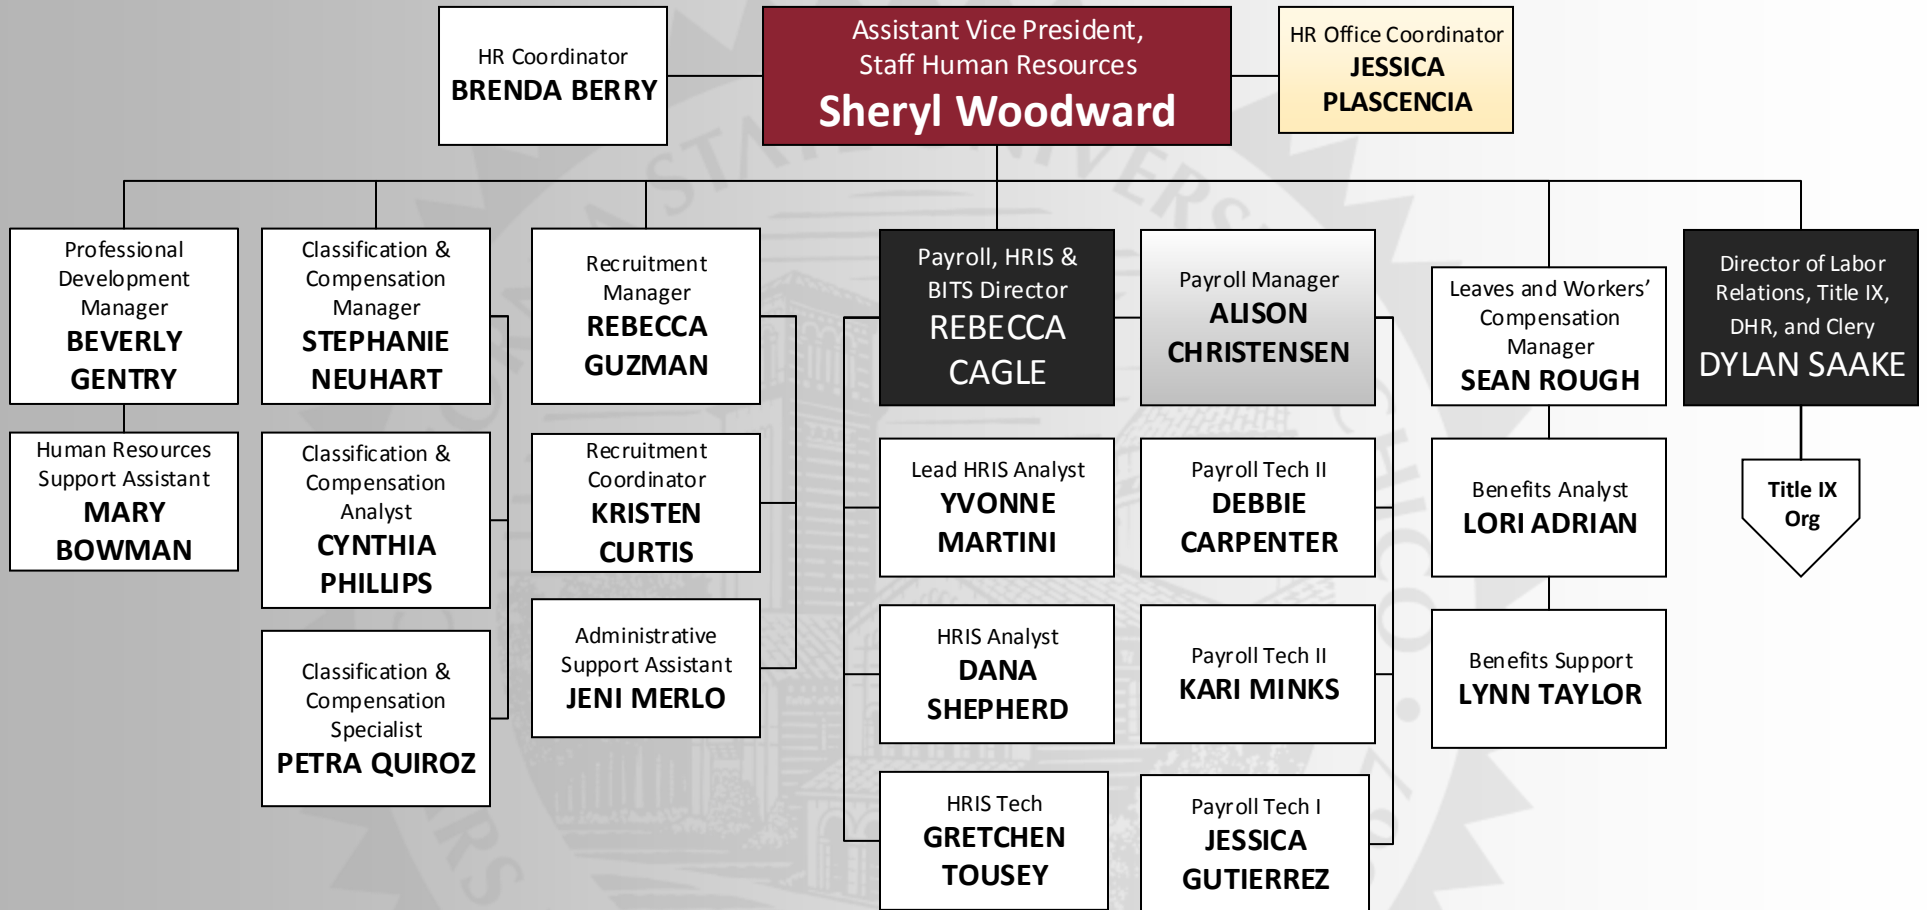 HR Coordinator
BRENDA BERRY
Assistant Vice President,
Staff Human Resources
Sheryl Woodward
HR Office Coordinator
JESSICA
PLASCENCIA
Professional
Development
Manager
BEVERLY
GENTRY
Classification &
Compensation
Manager
STEPHANIE
NEUHART
Recruitment
Manager
REBECCA
GUZMAN
Payroll, HRIS &
BITS Director
REBECCA
CAGLE
Payroll Manager
ALISON
CHRISTENSEN
Leaves and Workers’
Compensation
Manager
SEAN ROUGH
Director of Labor
Relations, Title IX,
DHR, and Clery
DYLAN SAAKE
Human Resources
Support Assistant
MARY
BOWMAN
Classification &
Compensation
Analyst
CYNTHIA
PHILLIPS
Recruitment
Coordinator
KRISTEN
CURTIS
Lead HRIS Analyst
YVONNE
MARTINI
Payroll Tech II
DEBBIE
CARPENTER
Benefits Analyst
LORI ADRIAN
Title IX
Org
Classification &
Compensation
Specialist
PETRA QUIROZ
Administrative
Support Assistant
JENI MERLO
HRIS Analyst
DANA
SHEPHERD
Payroll Tech II
KARI MINKS
Benefits Support
LYNN TAYLOR
HRIS Tech
GRETCHEN
TOUSEY
Payroll Tech I
JESSICA
GUTIERREZ